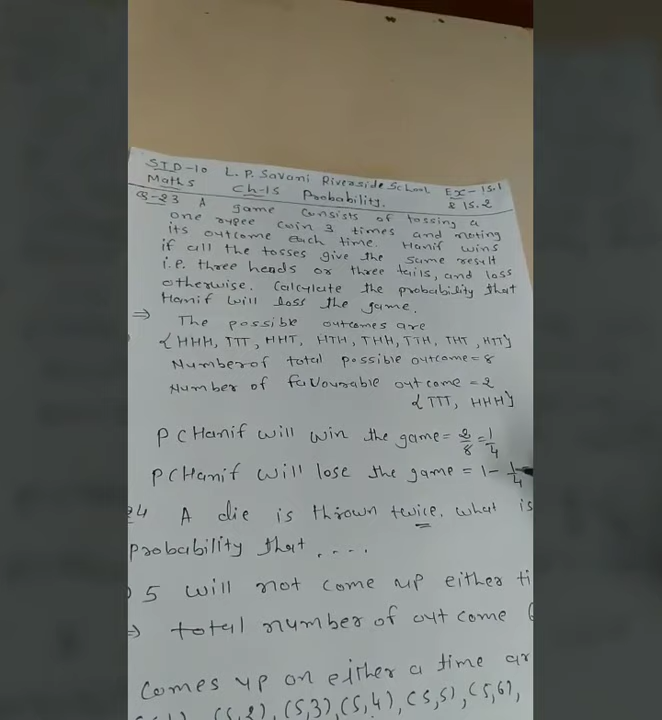 STD-10 L. P. Savani Riverside School Ex-15.1
Maths Ch-15 Probability. & 15.2
Q-23 A game consists of tossing a
one rupee coin 3 times and noting
its outcome each time. Hanif wins
if all the tosses give the same result
i.e. three heads or three tails, and loss
otherwise. Calculate the probability that
Hanif will loss the game.
⇒ The possible outcomes are
{HHH, TTT, HHT, HTH, THH, TTH, THT, HTT}
Number of total possible outcome = 8
Number of favourable outcome = 2
{TTT, HHH}
P(Hanif will win the game = 2/8 = 1/4
P(Hanif will lose the game = 1 - 1/4
24 A die is thrown twice. what is
probability that ....
5 will not come up either ti
⇒ total number of out come
comes up on either a time ar
(5,2), (5,3), (5,4), (5,5), (5,6),